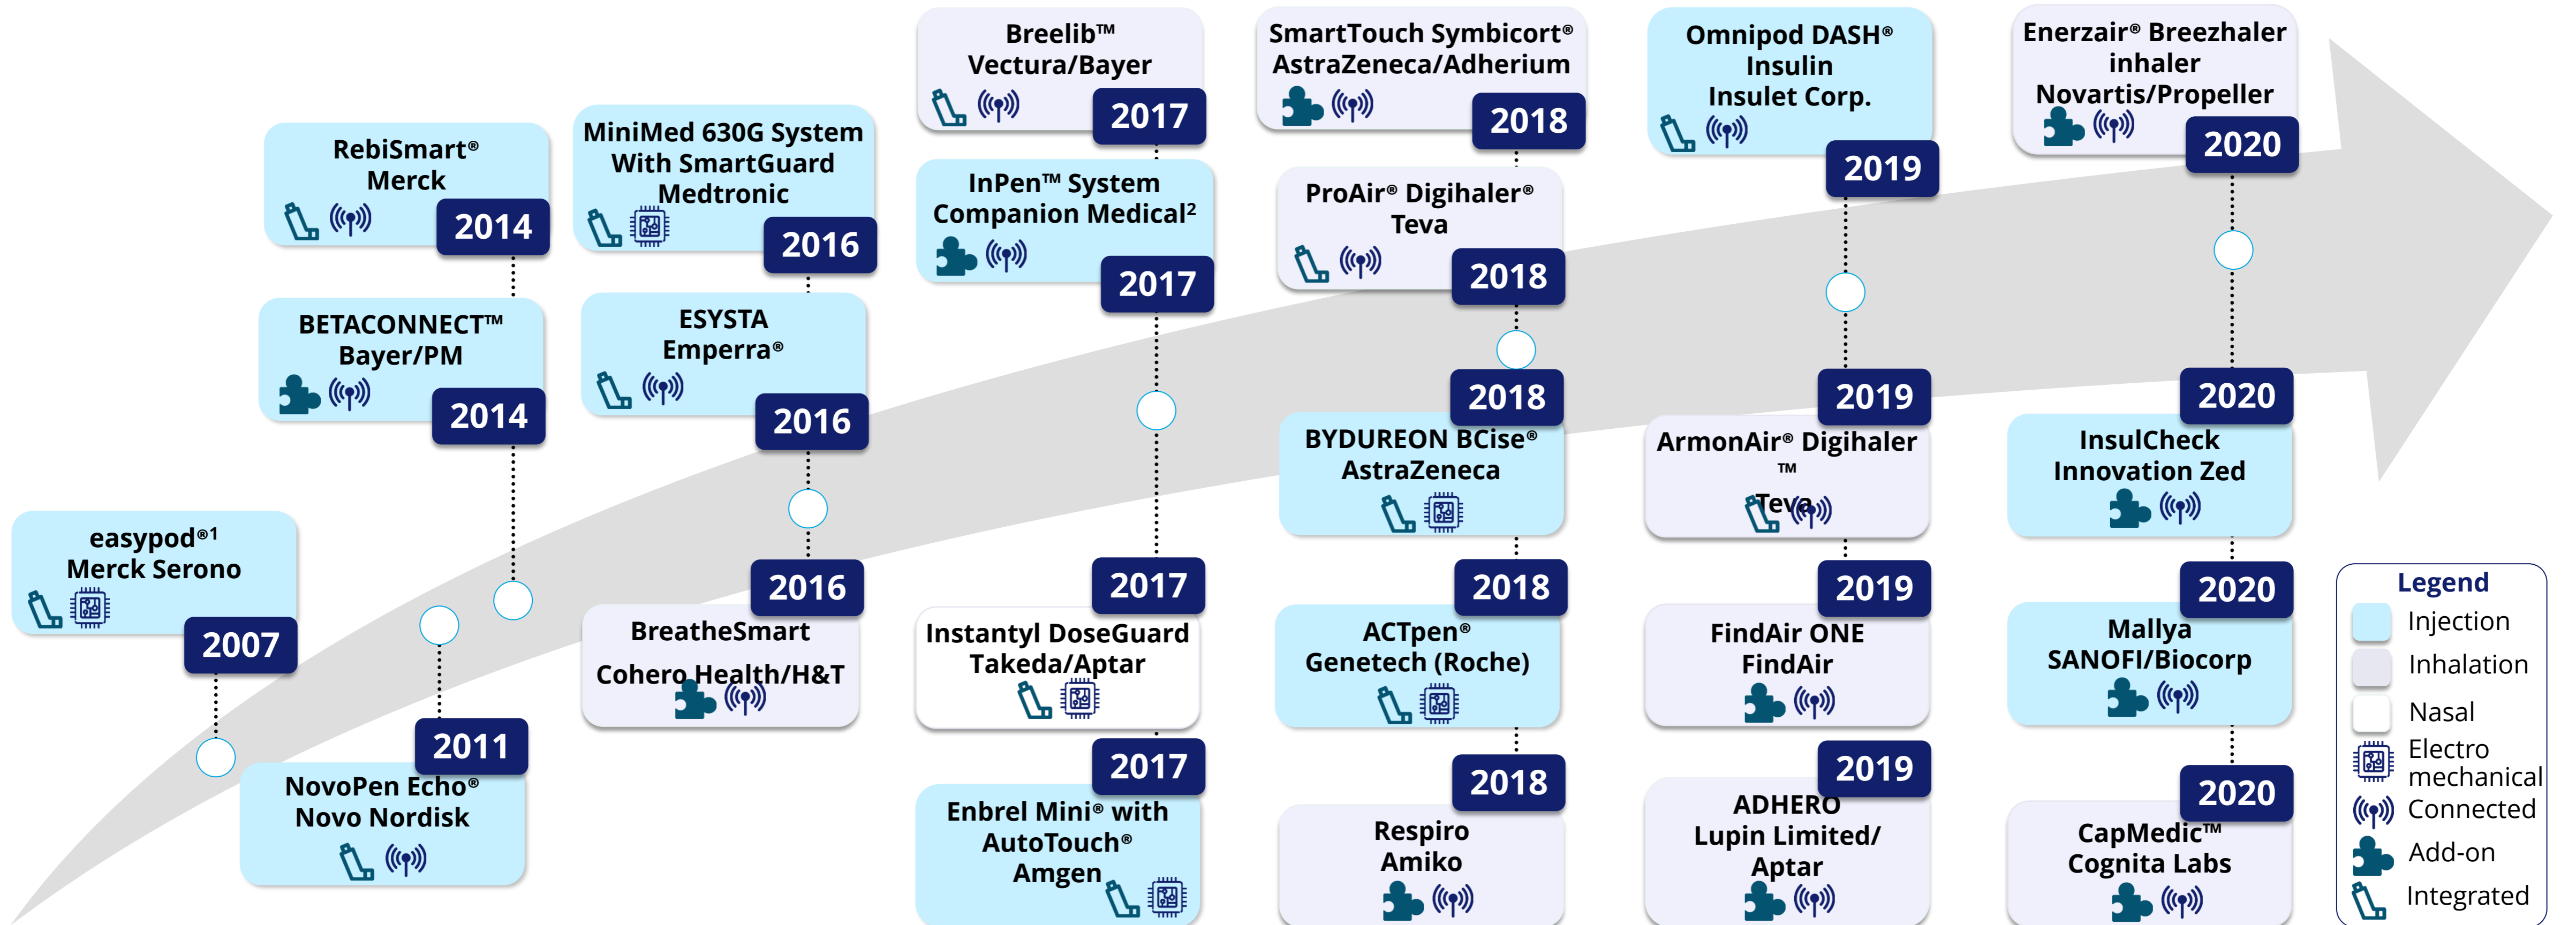 easypod®1
Merck Serono
2007
NovoPen Echo®
Novo Nordisk
2011
RebiSmart®
Merck
2014
BETACONNECT™
Bayer/PM
2014
MiniMed 630G System
With SmartGuard
Medtronic
2016
ESYSTA
Emperra®
2016
2016
BreatheSmart
Cohero Health/H&T
Breelib™
Vectura/Bayer
2017
InPen™ System
Companion Medical²
2017
2017
Instantyl DoseGuard
Takeda/Aptar
2017
Enbrel Mini® with
AutoTouch®
Amgen
SmartTouch Symbicort®
AstraZeneca/Adherium
2018
ProAir® Digihaler®
Teva
2018
2018
BYDUREON BCise®
AstraZeneca
2018
ACTpen®
Genetech (Roche)
2018
Respiro
Amiko
Omnipod DASH®
Insulin
Insulet Corp.
2019
2019
ArmonAir® Digihaler
™
Teva
2019
FindAir ONE
FindAir
2019
ADHERO
Lupin Limited/
Aptar
Enerzair® Breezhaler
inhaler
Novartis/Propeller
2020
2020
InsulCheck
Innovation Zed
2020
Mallya
SANOFI/Biocorp
2020
CapMedic™
Cognita Labs
Legend
Injection
Inhalation
Nasal
Electro
mechanical
Connected
Add-on
Integrated